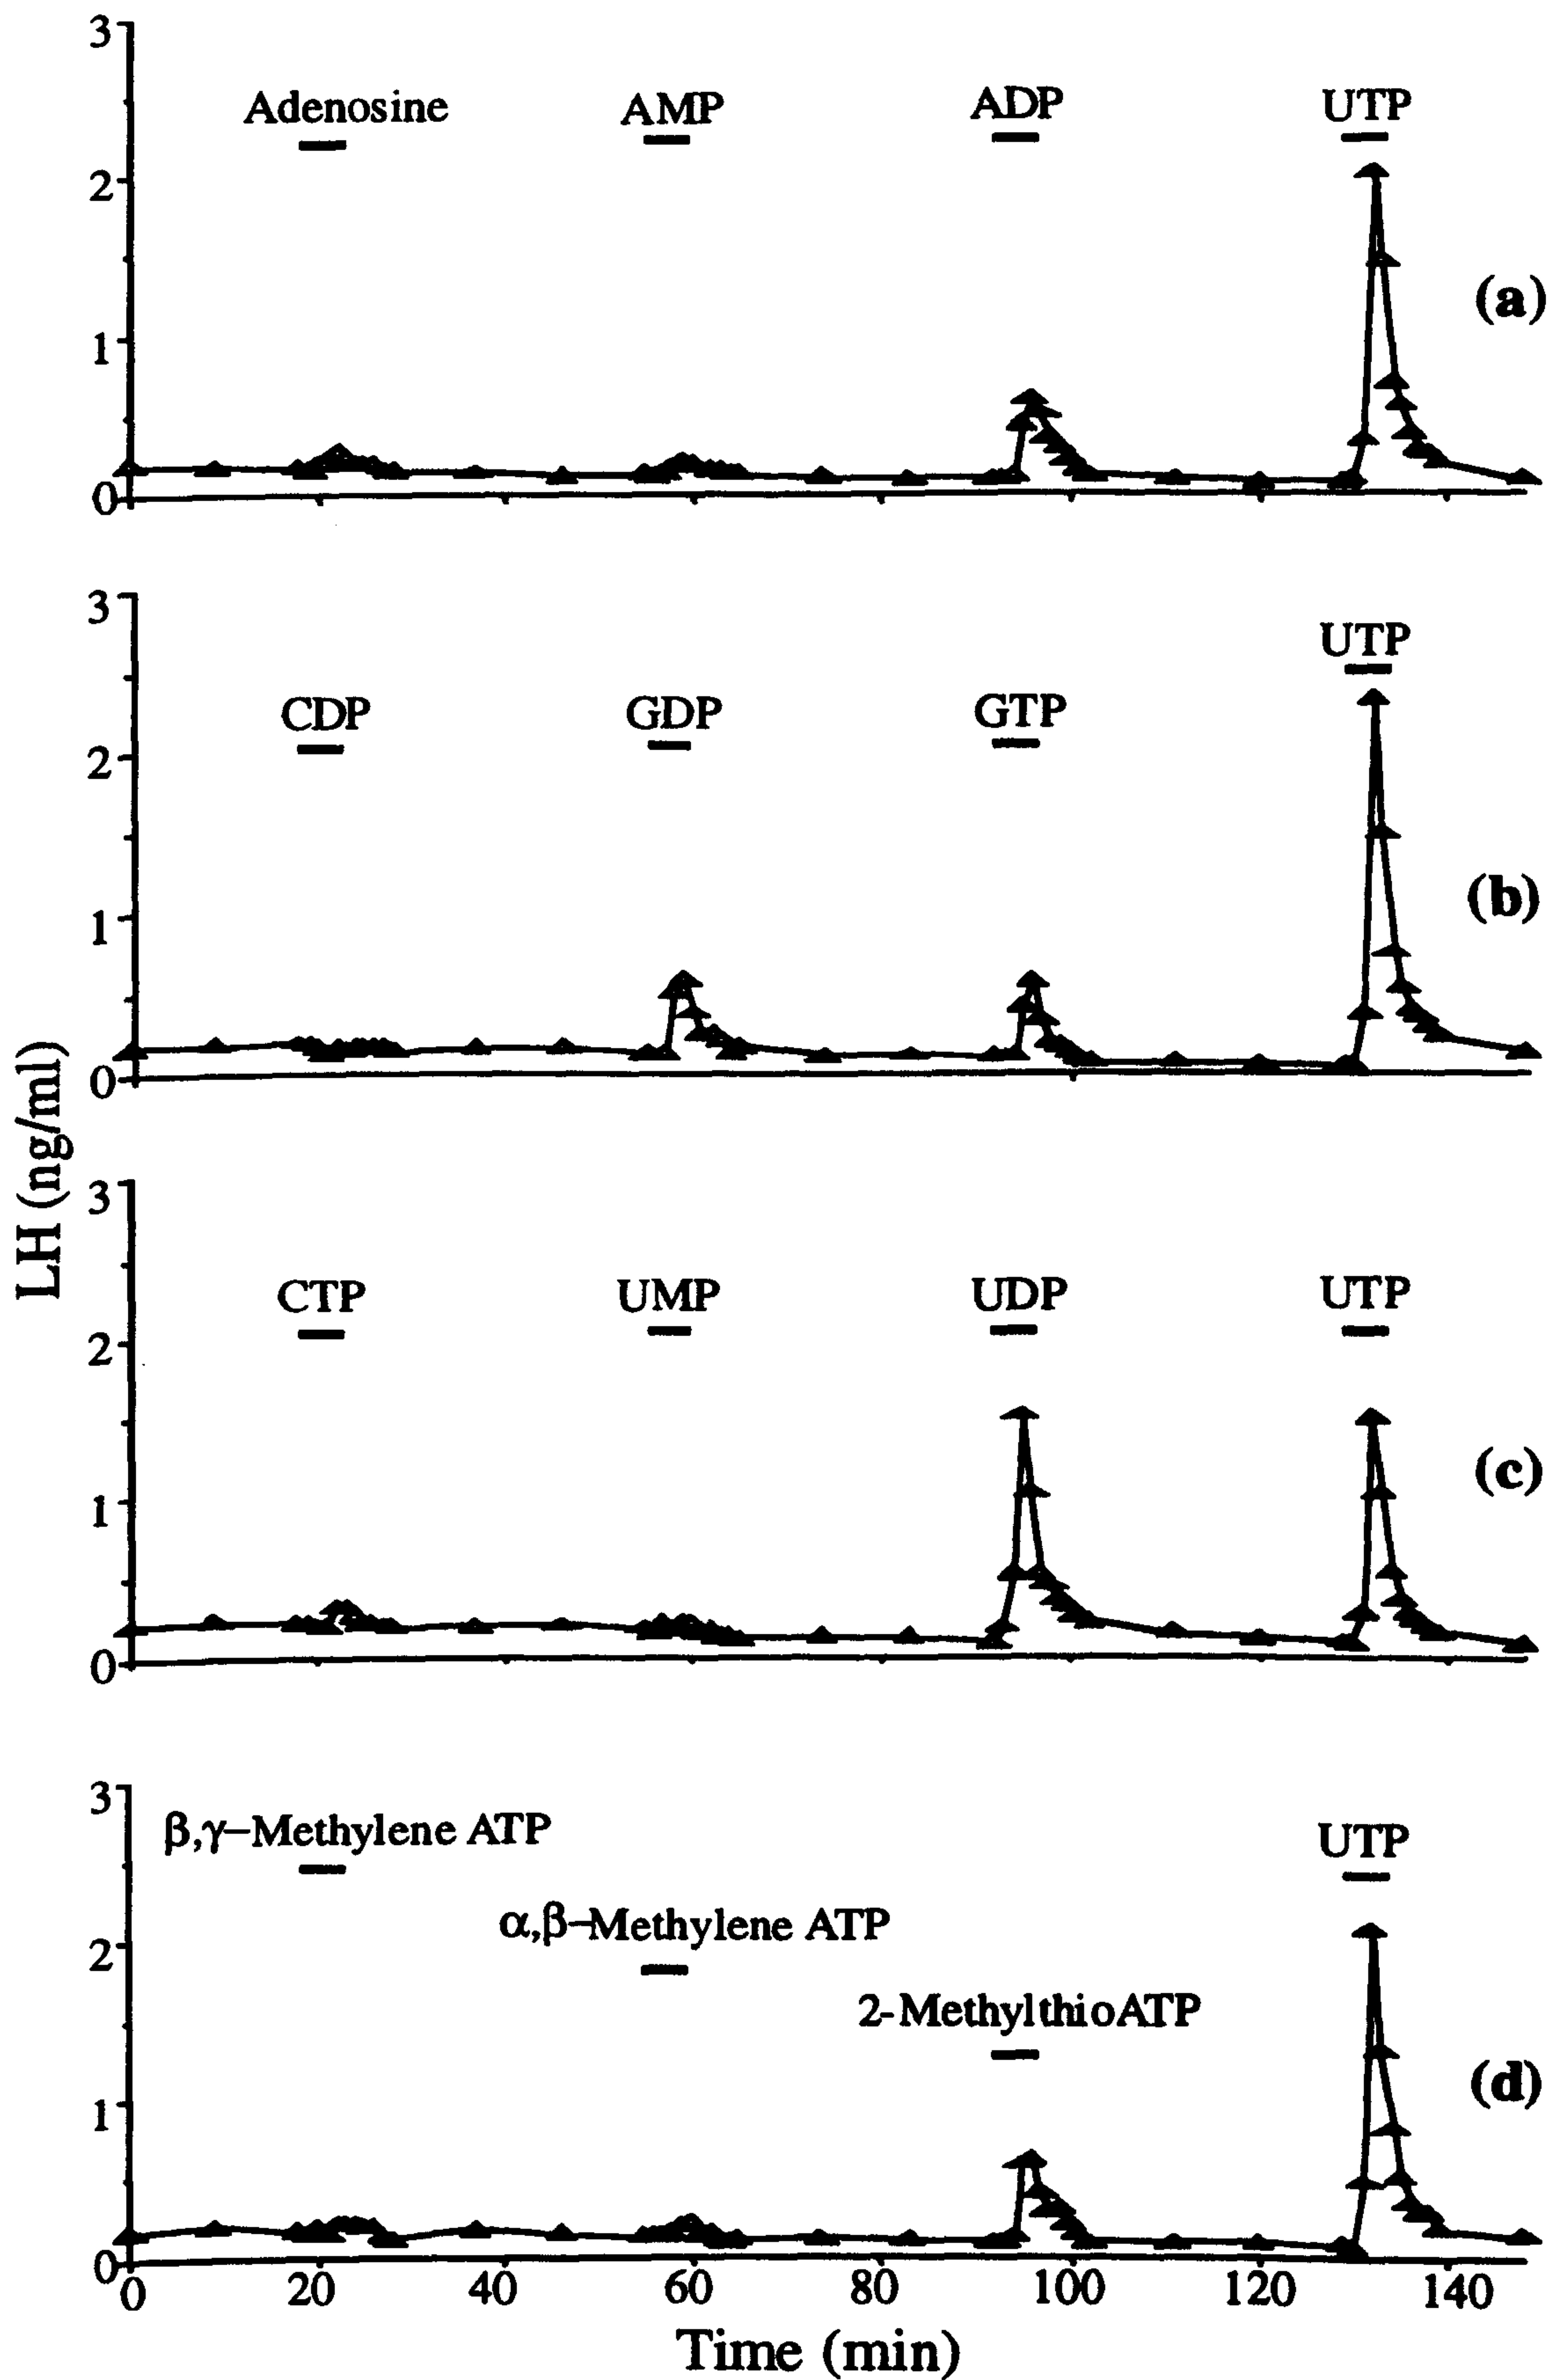 3
Adenosine AMP ADP UTP
2
(a)
1
0
3
UTP
CDP GDP GTP
2
1
(b)
0
LH (ng/ml)
3
CTP UMP UDP UTP
2
(c)
1
0
3
β,γ–Methylene ATP
UTP
α,β–Methylene ATP
2
2-MethylthioATP
(d)
1
0
0 20 40 60 80 100 120 140
Time (min)